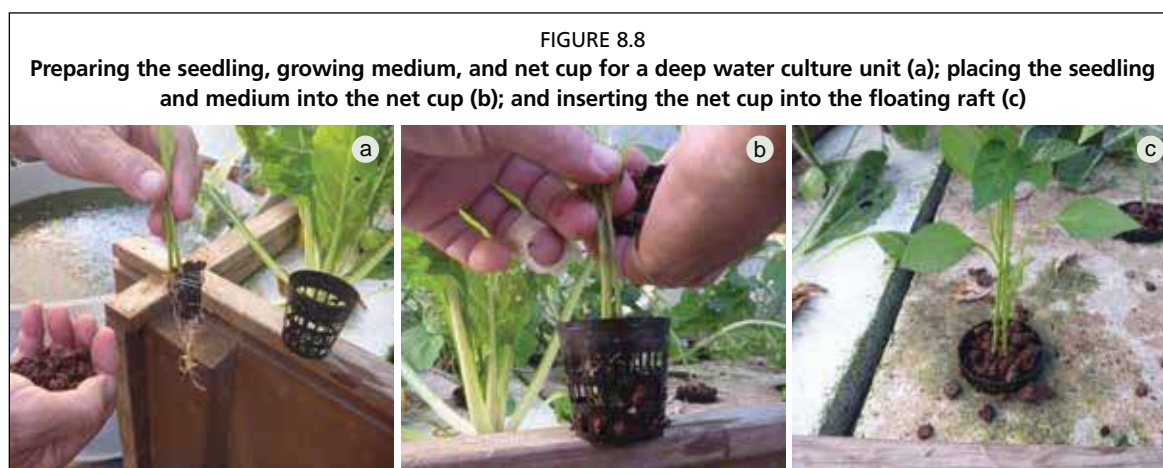 FIGURE 8.8
Preparing the seedling, growing medium, and net cup for a deep water culture unit (a); placing the seedling
and medium into the net cup (b); and inserting the net cup into the floating raft (c)
a
b
c